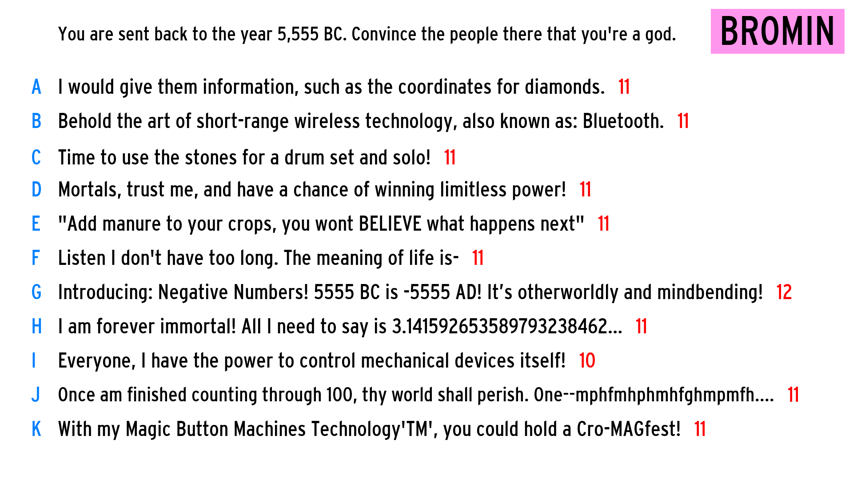 You are sent back to the year 5,555 BC. Convince the people there that you're a god.
BROMIN
A I would give them information, such as the coordinates for diamonds. 11
B Behold the art of short-range wireless technology, also known as: Bluetooth. 11
C Time to use the stones for a drum set and solo! 11
D Mortals, trust me, and have a chance of winning limitless power! 11
E "Add manure to your crops, you wont BELIEVE what happens next" 11
F Listen I don't have too long. The meaning of life is- 11
G Introducing: Negative Numbers! 5555 BC is -5555 AD! It’s otherworldly and mindbending! 12
H I am forever immortal! All I need to say is 3.141592653589793238462... 11
I Everyone, I have the power to control mechanical devices itself! 10
J Once am finished counting through 100, thy world shall perish. One--mphfmhphmhfghmpmfh.... 11
K With my Magic Button Machines Technology'TM', you could hold a Cro-MAGfest! 11